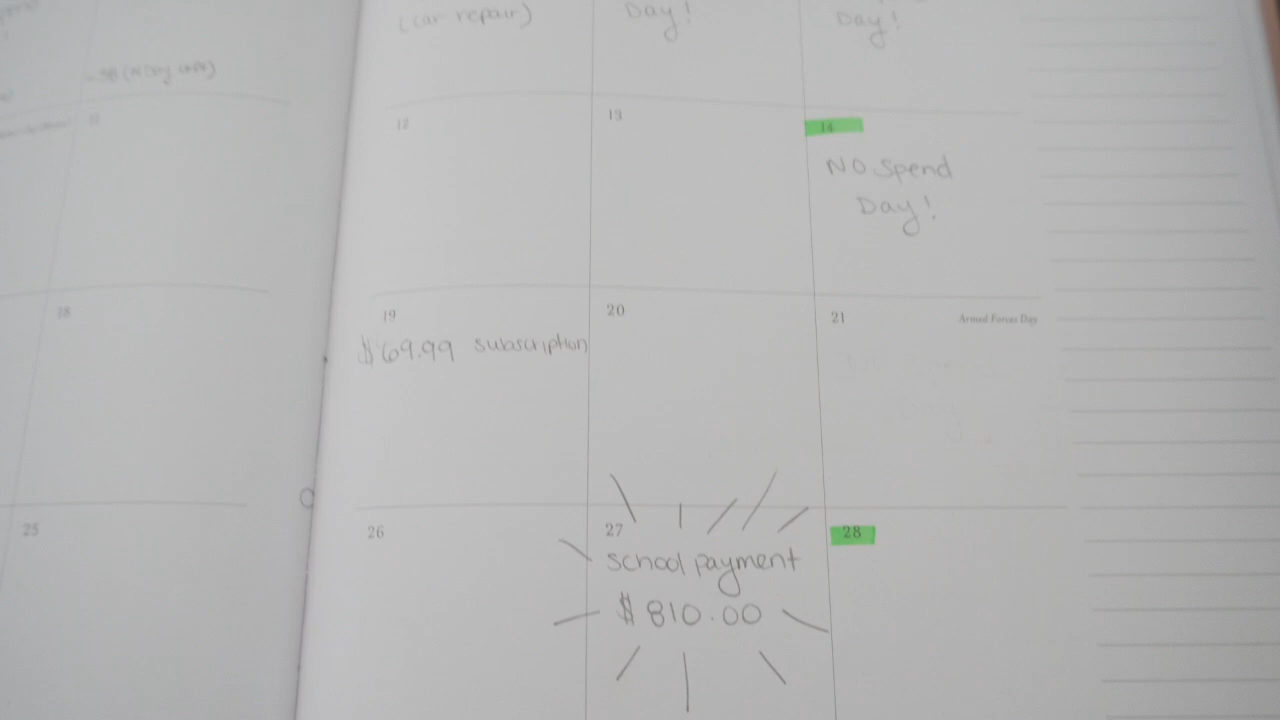 (car repair)
Day!
Day!
11
12
13
14
NO Spend
Day!
18
19
$69.99 subscription
20
21
Armed Forces Day
25
26
27
school payment
$810.00
28